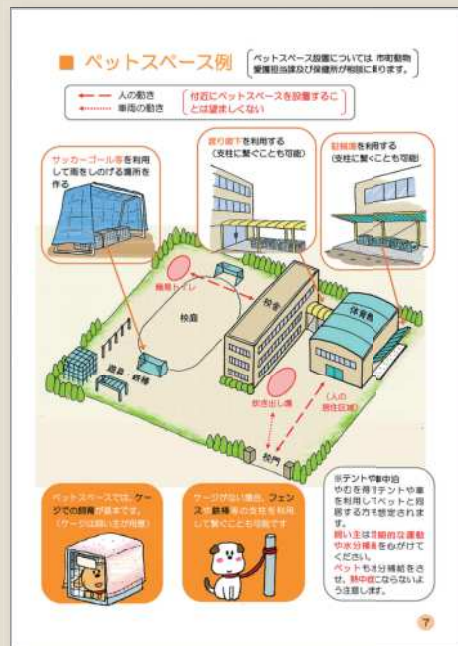 ■ ペットスペース例
ペットスペース設置については 市町動物
愛護担当課及び保健所が相談に乗ります。
人の動き
車両の動き
付近にペットスペースを設置するこ
とは望ましくない
サッカーゴール等を利用
して雨をしのげる場所を
作る
渡り廊下を利用する
(支柱に繋ぐことも可能)
駐輪場を利用する
(支柱に繋ぐことも可能)
簡易トイレ
校庭
校舎
体育館
遊具・鉄棒
炊き出し場
(人の
居住区域)
校門
ペットスペースでは、ケー
ジでの飼育が基本です。
(ケージは飼い主が用意)
ケージがない場合、フェン
スや鉄棒等の支柱を利用
して繋ぐことも可能です
※テントや車中泊
やむを得ずテントや車
を利用してペットと同
居する方も想定されま
す。
飼い主は定期的な運動
や水分補給を心がけて
ください。
ペットも水分補給をさ
せ、熱中症にならないよ
う注意します。
7